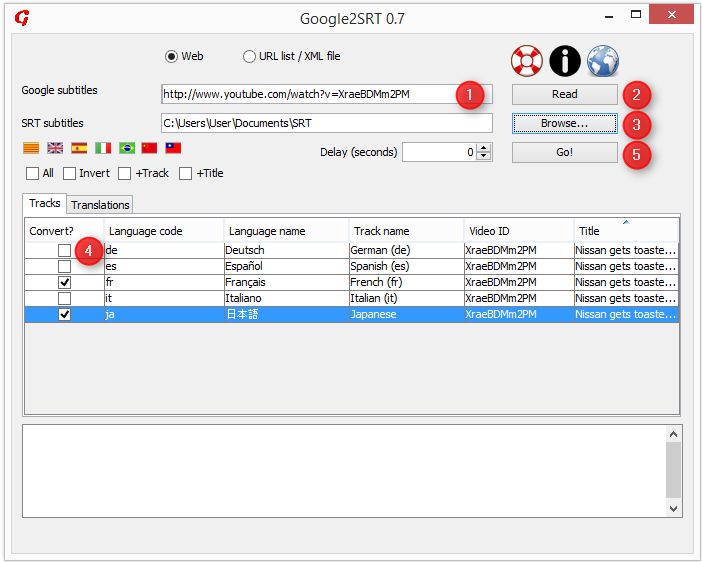 G Google2SRT 0.7
Web URL list / XML file
Google subtitles http://www.youtube.com/watch?v=XraeBDMm2PM 1 Read 2
SRT subtitles C:\Users\User\Documents\SRT Browse... 3
Delay (seconds) 0 Go! 5
All Invert +Track +Title
Tracks Translations
Convert? Language code Language name Track name Video ID Title
4 de Deutsch German (de) XraeBDMm2PM Nissan gets toaste...
es Español Spanish (es) XraeBDMm2PM Nissan gets toaste...
fr Français French (fr) XraeBDMm2PM Nissan gets toaste...
it Italiano Italian (it) XraeBDMm2PM Nissan gets toaste...
ja 日本語 Japanese XraeBDMm2PM Nissan gets toaste...